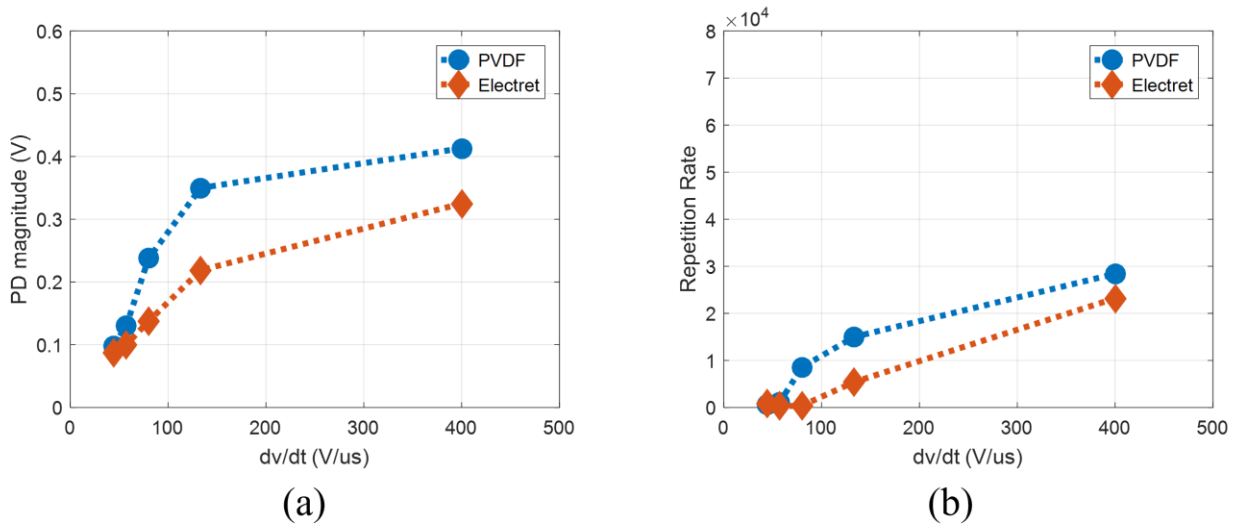 0.6
0.5
0.4
0.3
0.2
0.1
0
PD magnitude (V)
PVDF
Electret
0 100 200 300 400 500
dv/dt (V/us)
(a)
×10⁴
8
7
6
5
4
3
2
1
0
Repetition Rate
PVDF
Electret
0 100 200 300 400 500
dv/dt (V/us)
(b)